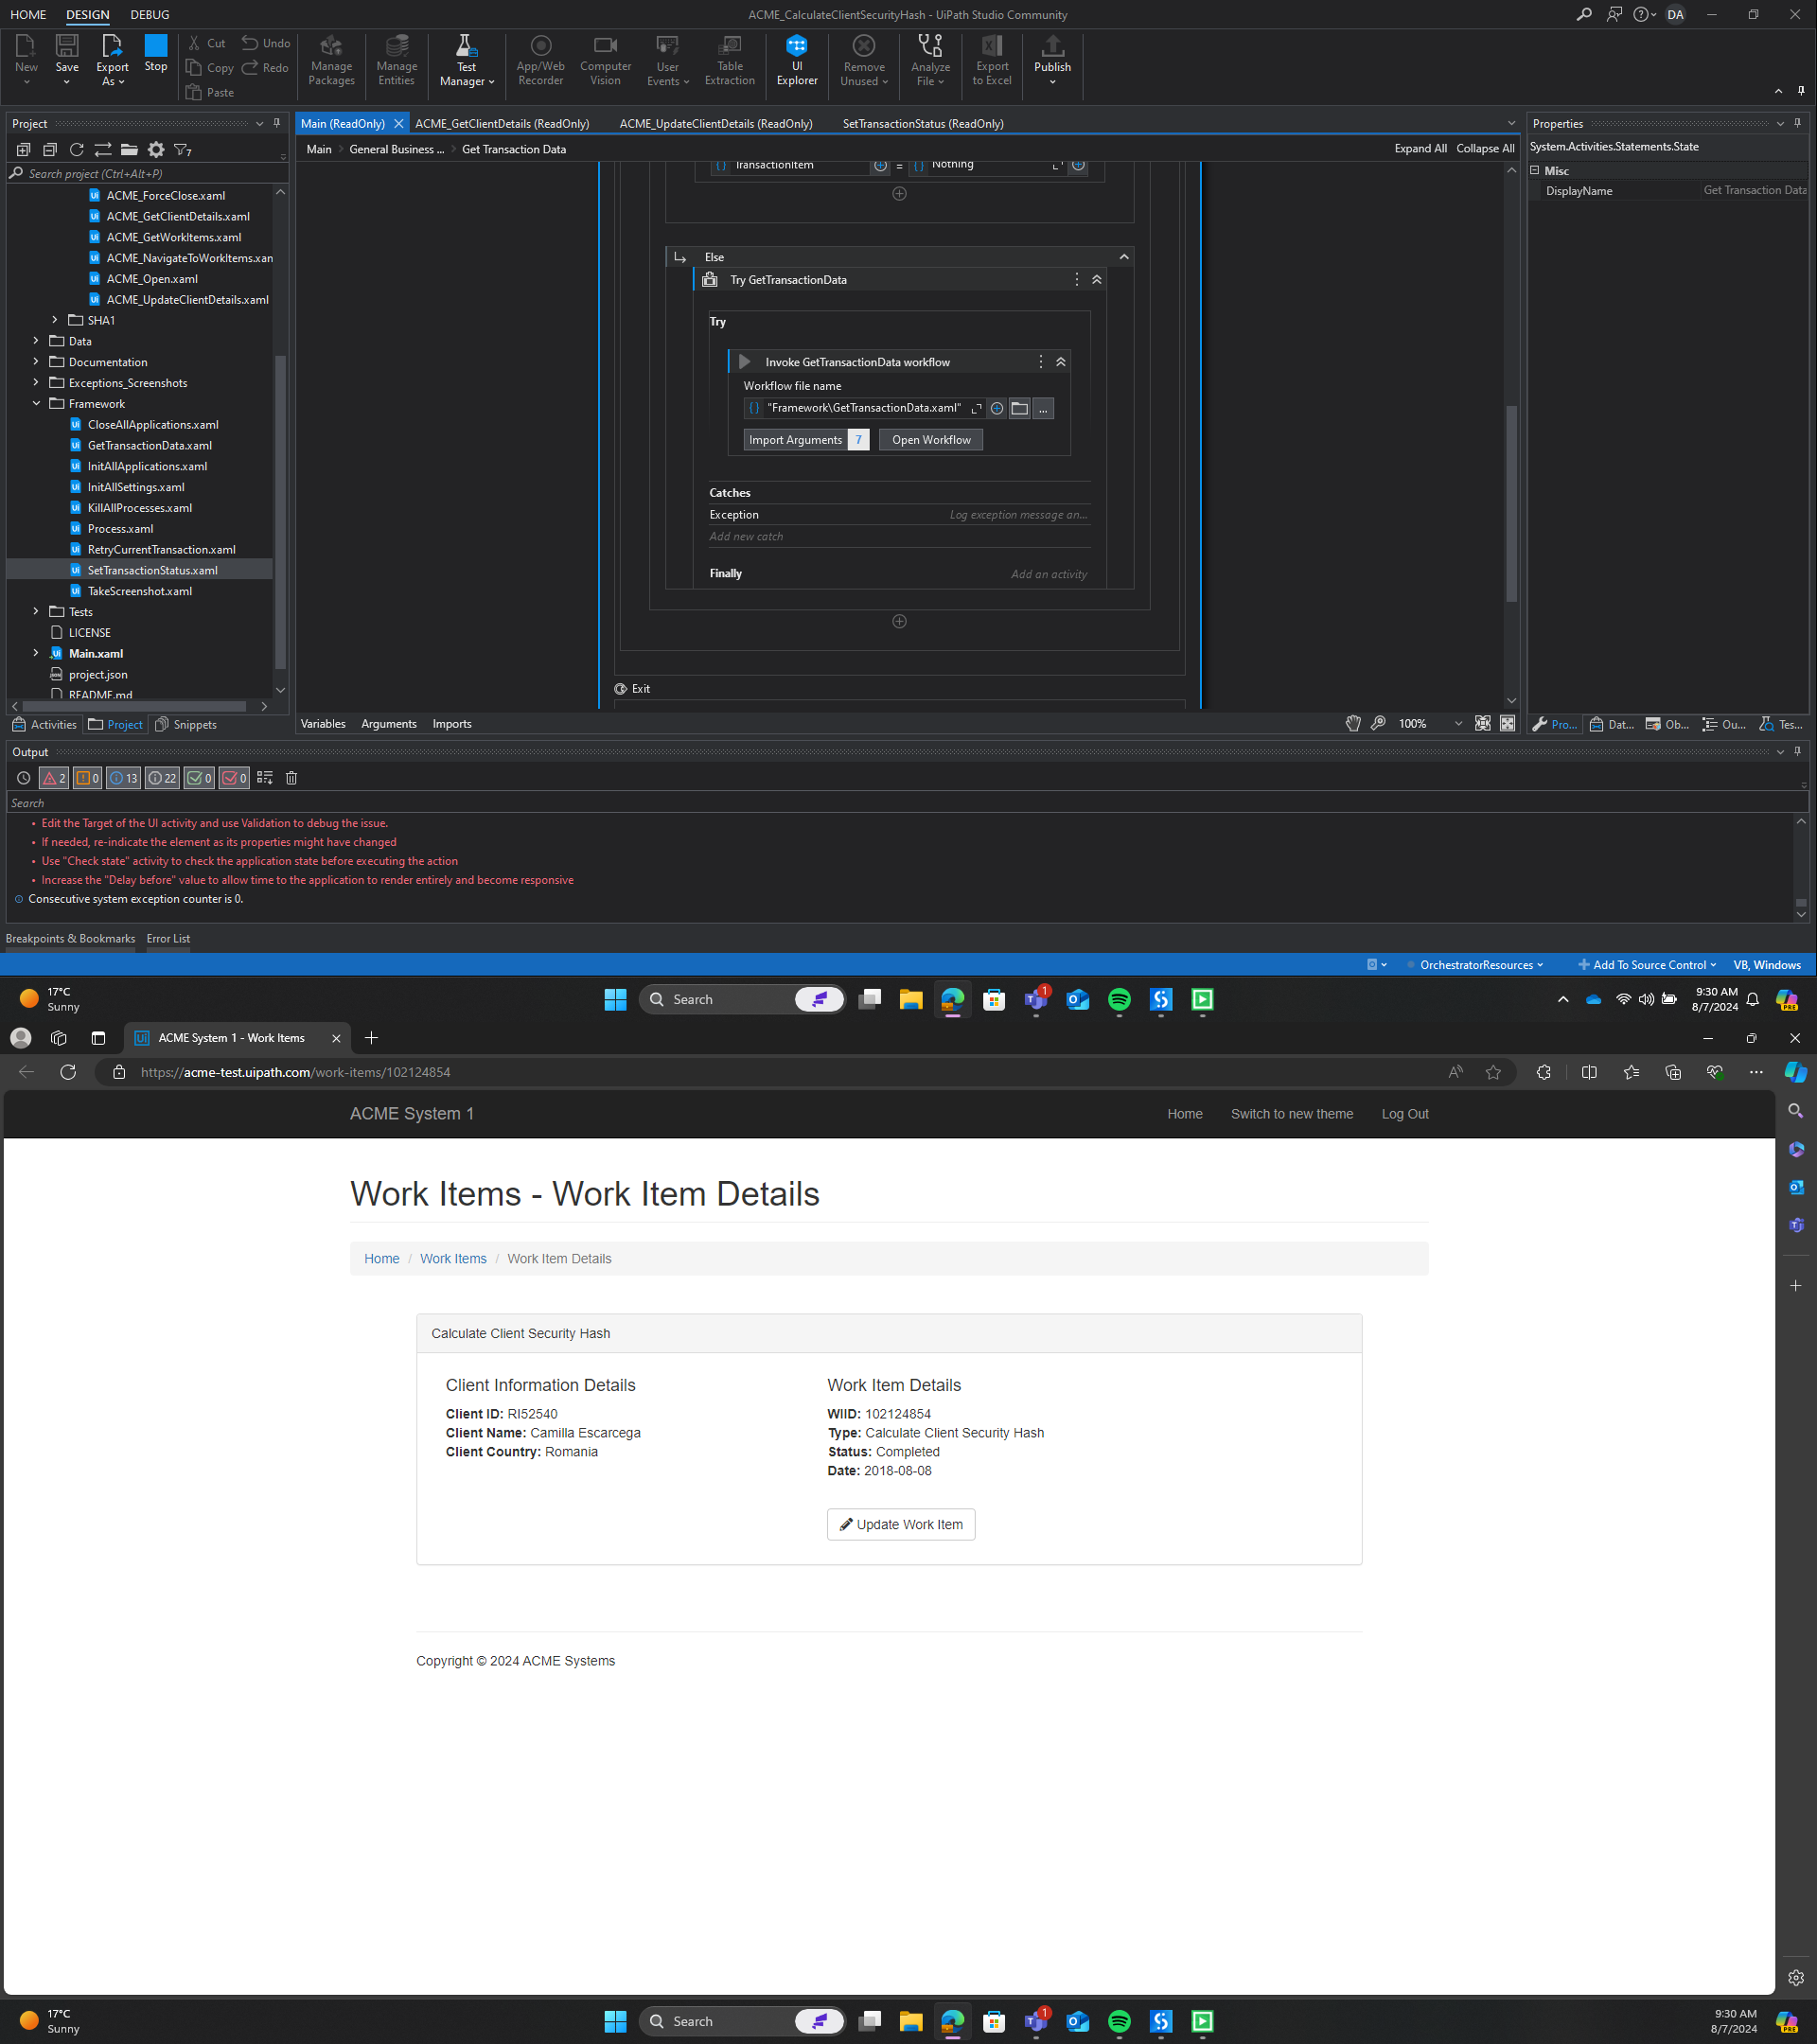 HOME DESIGN DEBUG
ACME_CalculateClientSecurityHash - UiPath Studio Community
DA
New Save Export As Stop Cut Copy Paste Undo Redo Manage Packages Manage Entities Test Manager App/Web Recorder Computer Vision User Events Table Extraction UI Explorer Remove Unused Analyze File Export to Excel Publish
Project
Search project (Ctrl+Alt+P)
ACME_ForceClose.xaml
ACME_GetClientDetails.xaml
ACME_GetWorkItems.xaml
ACME_NavigateToWorkItems.xan
ACME_Open.xaml
ACME_UpdateClientDetails.xaml
SHA1
Data
Documentation
Exceptions_Screenshots
Framework
CloseAllApplications.xaml
GetTransactionData.xaml
InitAllApplications.xaml
InitAllSettings.xaml
KillAllProcesses.xaml
Process.xaml
RetryCurrentTransaction.xaml
SetTransactionStatus.xaml
TakeScreenshot.xaml
Tests
LICENSE
Main.xaml
project.json
README.md
Activities Project Snippets
Main (ReadOnly) ACME_GetClientDetails (ReadOnly) ACME_UpdateClientDetails (ReadOnly) SetTransactionStatus (ReadOnly)
Main General Business ... Get Transaction Data
Expand All Collapse All
TransactionItem = Nothing
Else
Try GetTransactionData
Try
Invoke GetTransactionData workflow
Workflow file name
"Framework\GetTransactionData.xaml" ...
Import Arguments 7 Open Workflow
Catches
Exception Log exception message an...
Add new catch
Finally Add an activity
Exit
Variables Arguments Imports
100%
Properties
System.Activities.Statements.State
Misc
DisplayName Get Transaction Data
Pro... Dat... Ob... Ou... Tes...
Output
2 0 13 22 0 0
Search
• Edit the Target of the UI activity and use Validation to debug the issue.
• If needed, re-indicate the element as its properties might have changed
• Use "Check state" activity to check the application state before executing the action
• Increase the "Delay before" value to allow time to the application to render entirely and become responsive
Consecutive system exception counter is 0.
Breakpoints & Bookmarks Error List
OrchestratorResources Add To Source Control VB, Windows
17°C
Sunny
Search
1
9:30 AM
8/7/2024
PRE
ACME System 1 - Work Items
https://acme-test.uipath.com/work-items/102124854
ACME System 1
Home Switch to new theme Log Out
Work Items - Work Item Details
Home / Work Items / Work Item Details
Calculate Client Security Hash
Client Information Details
Client ID: RI52540
Client Name: Camilla Escarcega
Client Country: Romania
Work Item Details
WIID: 102124854
Type: Calculate Client Security Hash
Status: Completed
Date: 2018-08-08
Update Work Item
Copyright © 2024 ACME Systems
17°C
Sunny
Search
1
9:30 AM
8/7/2024
PRE